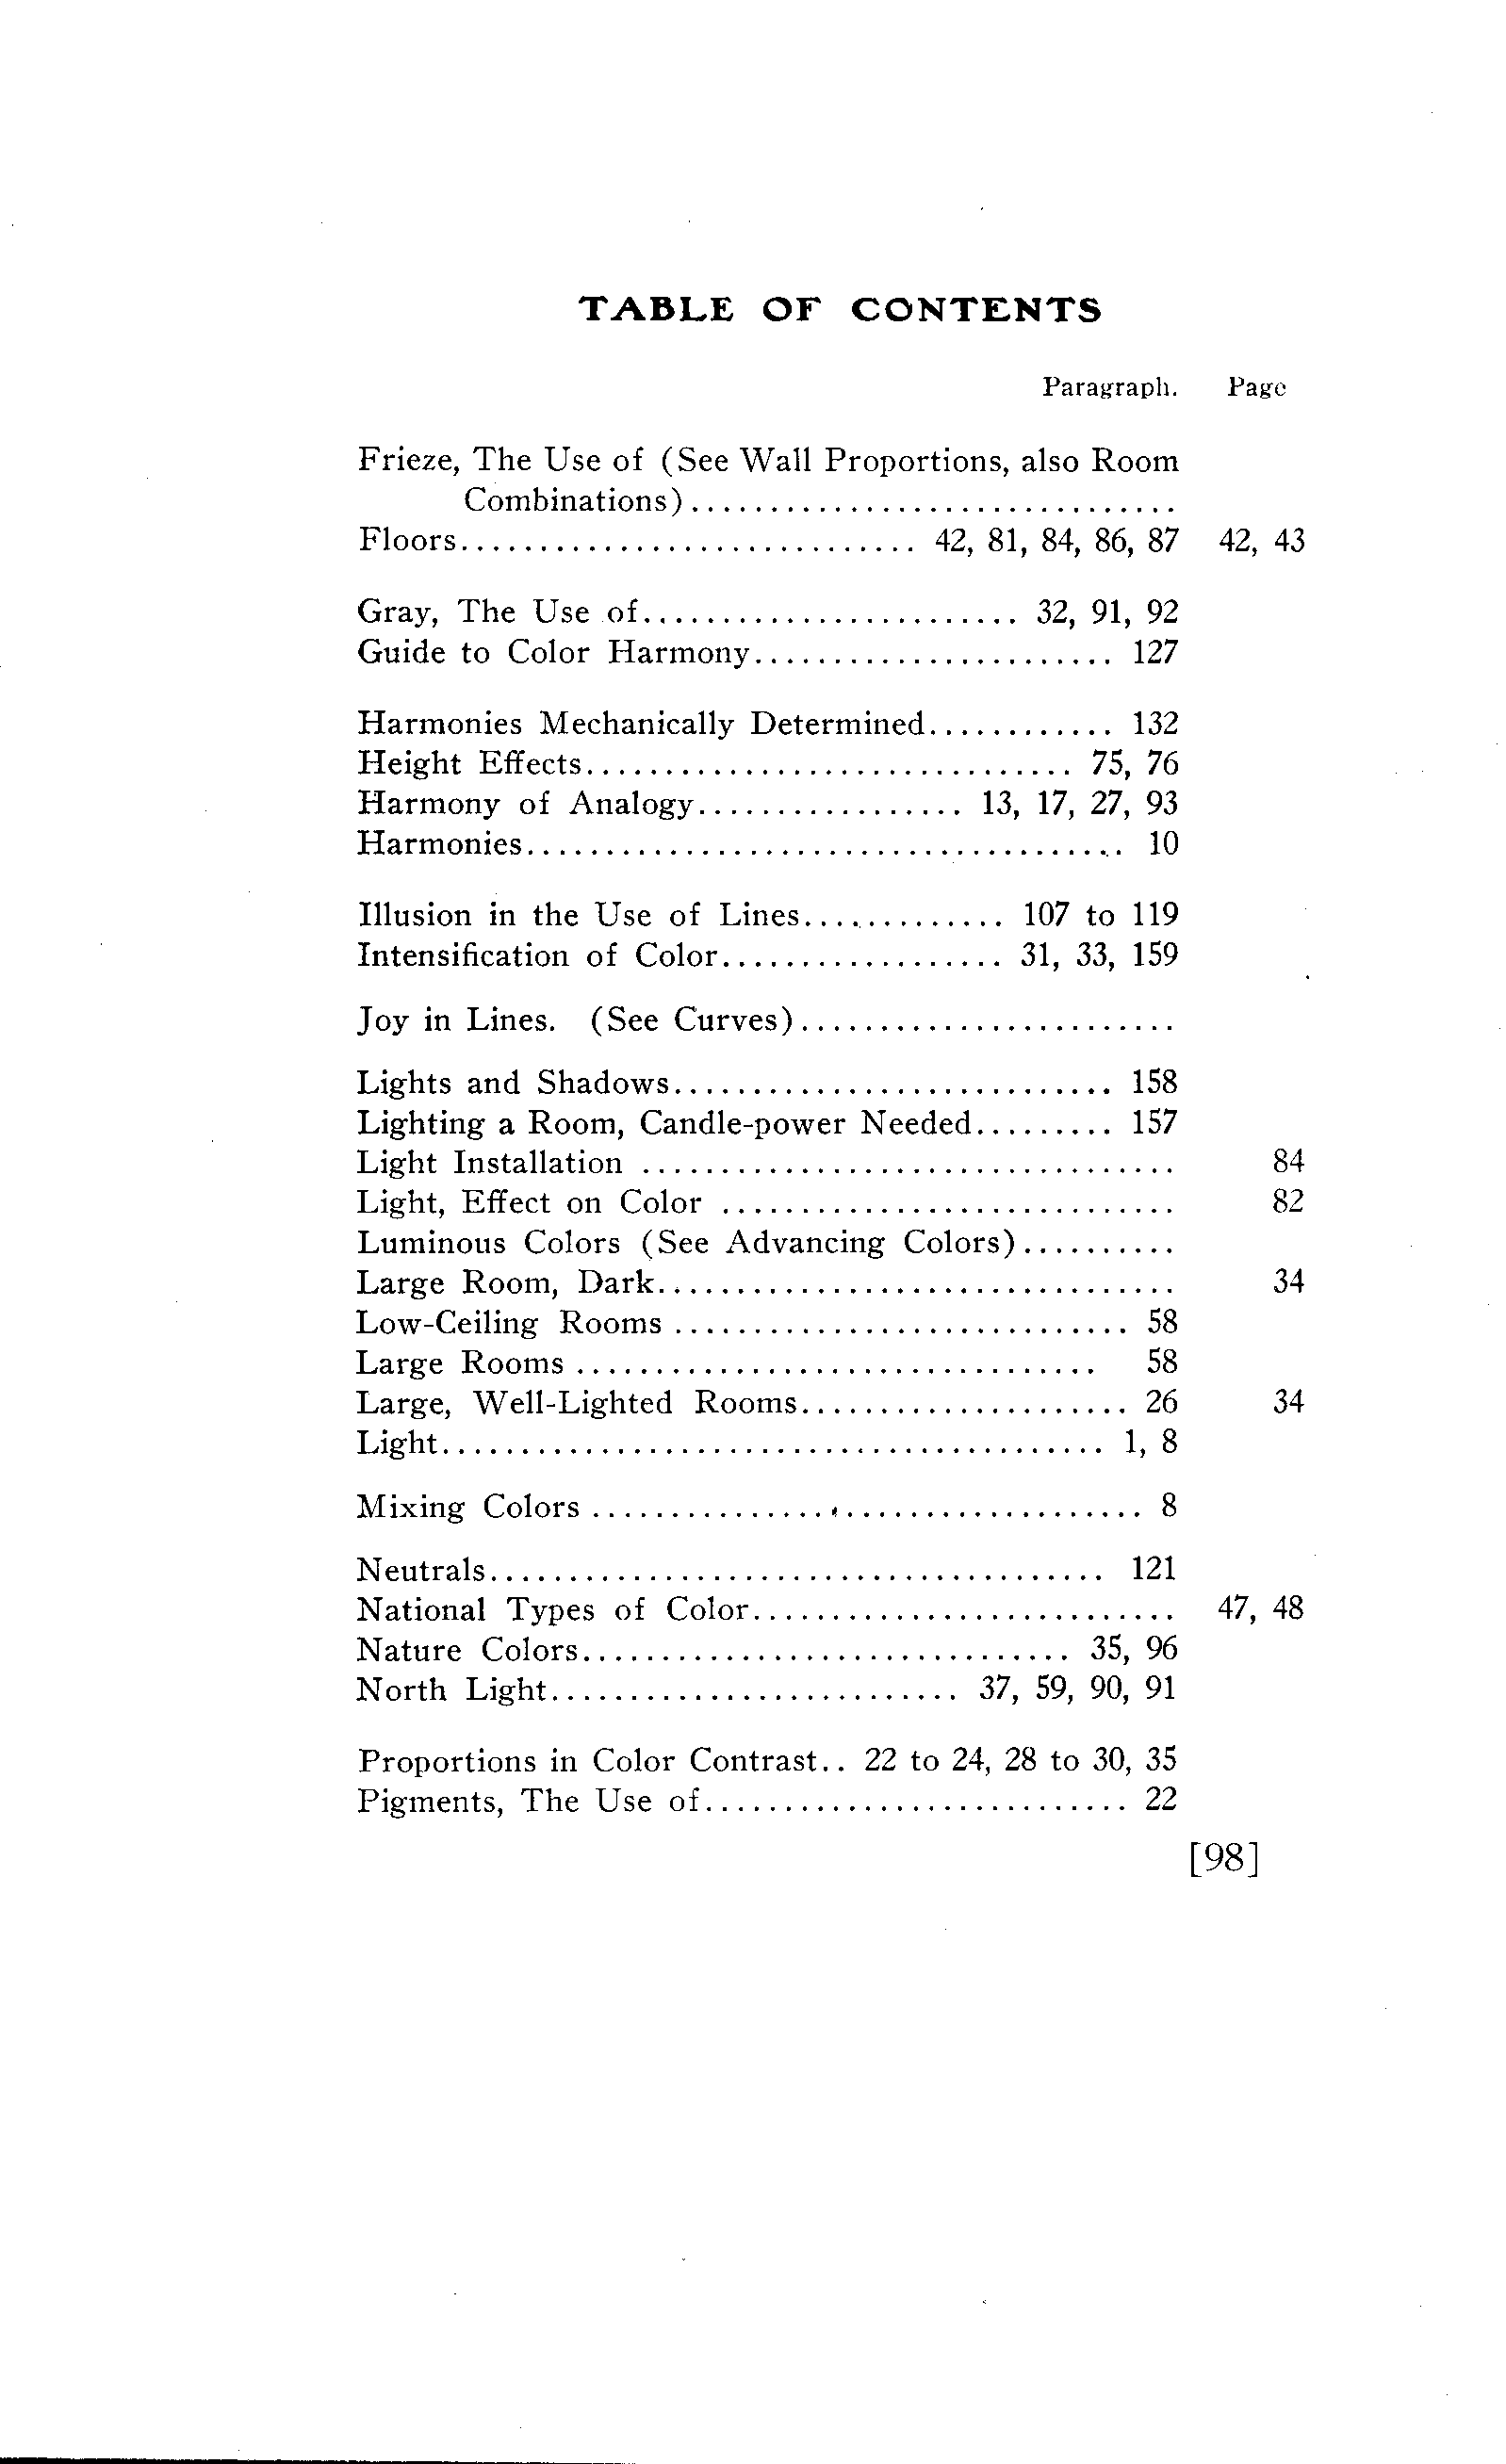 TABLE OF CONTENTS
Paragraph. Page
Frieze, The Use of (See Wall Proportions, also Room
Combinations)...............................
Floors............................. 42, 81, 84, 86, 87 42, 43
Gray, The Use of........................ 32, 91, 92
Guide to Color Harmony....................... 127
Harmonies Mechanically Determined............ 132
Height Effects............................... 75, 76
Harmony of Analogy................. 13, 17, 27, 93
Harmonies...................................... 10
Illusion in the Use of Lines............. 107 to 119
Intensification of Color.................. 31, 33, 159
Joy in Lines. (See Curves)........................
Lights and Shadows............................ 158
Lighting a Room, Candle-power Needed......... 157
Light Installation .................................. 84
Light, Effect on Color ............................. 82
Luminous Colors (See Advancing Colors)..........
Large Room, Dark................................. 34
Low-Ceiling Rooms ............................. 58
Large Rooms ................................. 58
Large, Well-Lighted Rooms..................... 26 34
Light.......................................... 1, 8
Mixing Colors ................................... 8
Neutrals....................................... 121
National Types of Color........................... 47, 48
Nature Colors............................... 35, 96
North Light.......................... 37, 59, 90, 91
Proportions in Color Contrast.. 22 to 24, 28 to 30, 35
Pigments, The Use of........................... 22
[98]